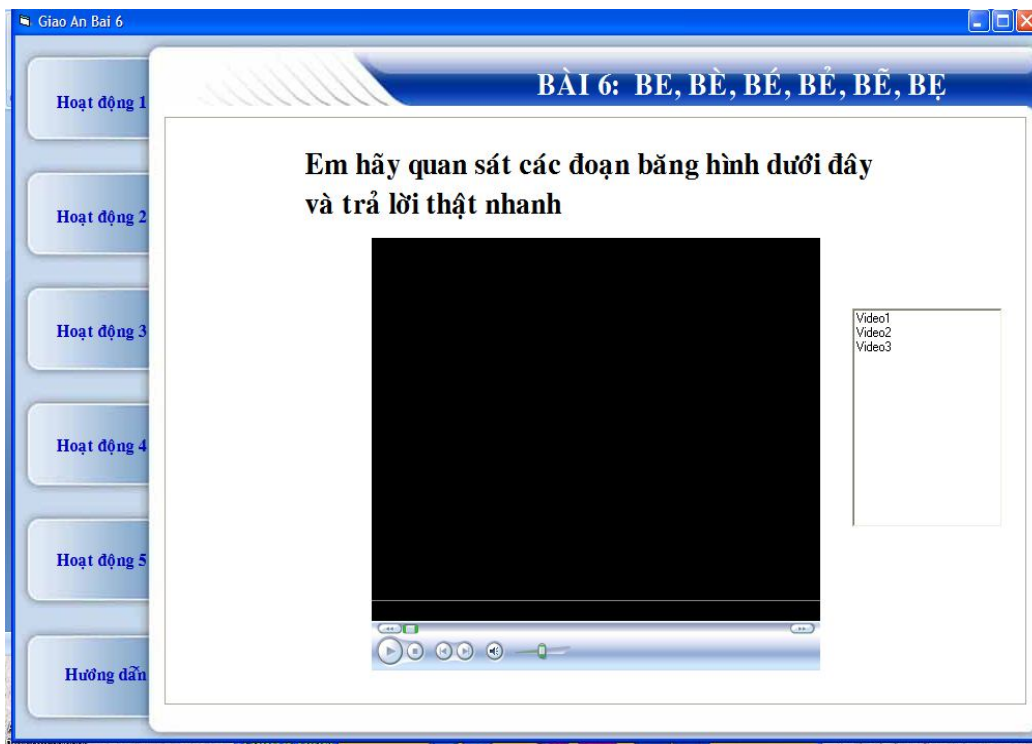 Giao An Bai 6
BÀI 6: BE, BÈ, BÉ, BẺ, BẼ, BẸ
Hoạt động 1
Hoạt động 2
Hoạt động 3
Hoạt động 4
Hoạt động 5
Hướng dẫn
Em hãy quan sát các đoạn băng hình dưới đây
và trả lời thật nhanh
Video1
Video2
Video3